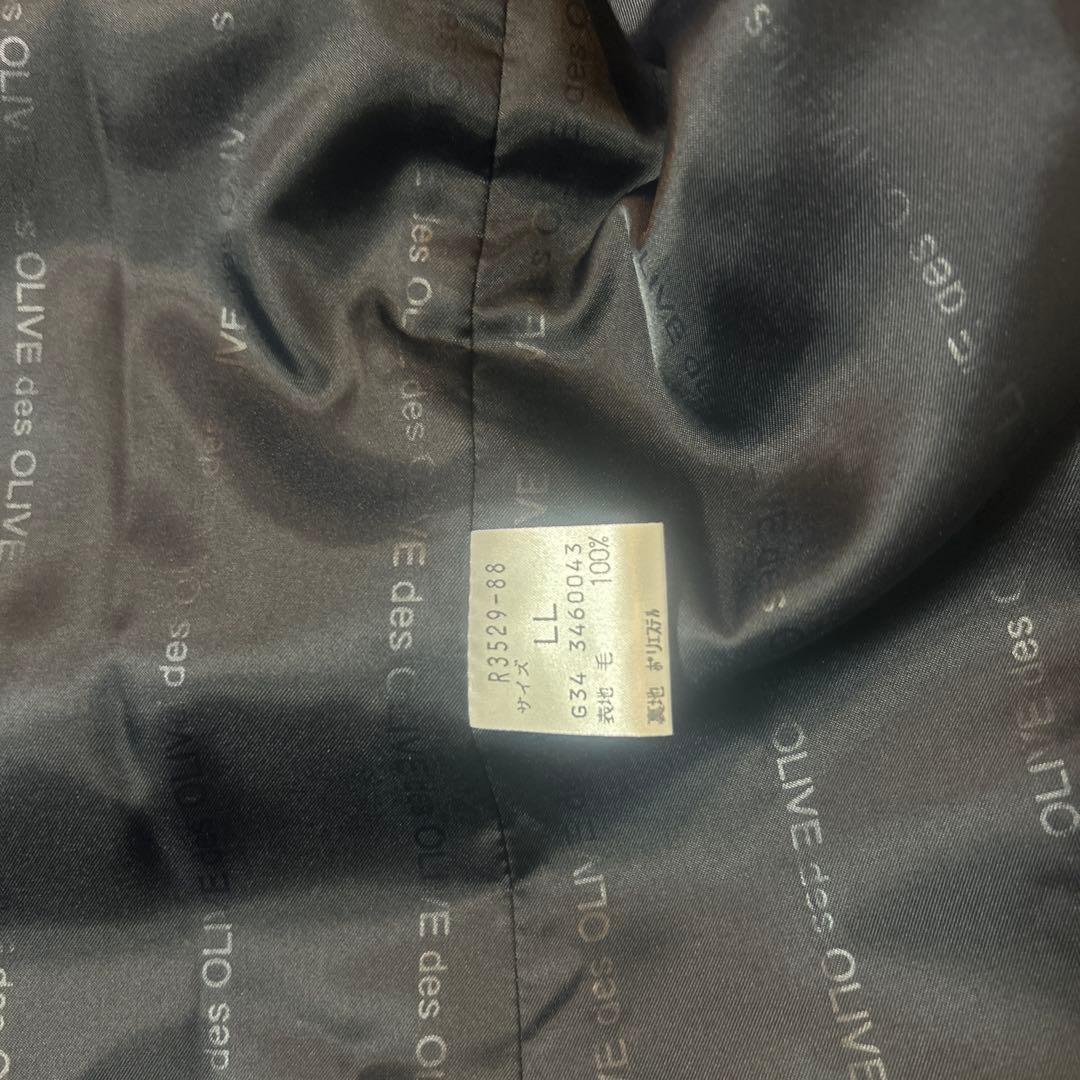 R3529-88
サイズ
LL
G34 3460043
表地 毛 100%
裏地 ポリエステル
OLIVE des OLIVE
des OLIVE des OLIVE
OLIVE des OLIVE